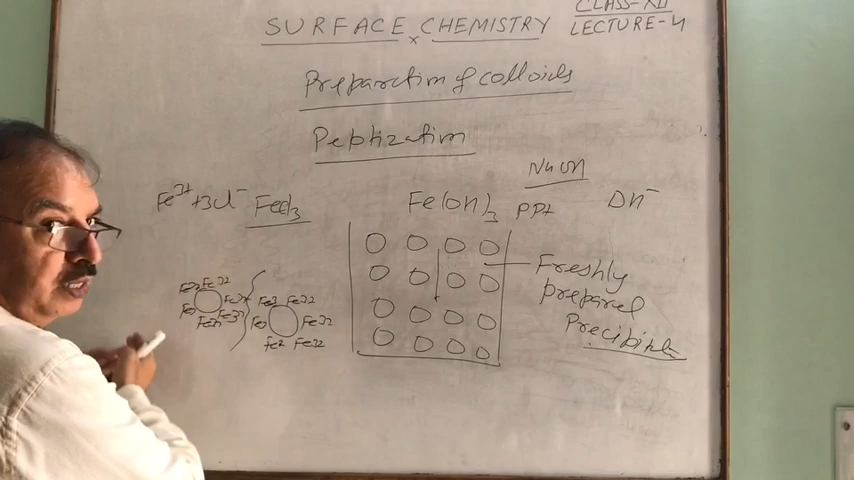 CLASS-XII
SURFACE CHEMISTRY
LECTURE-4
Preparation of colloids
Peptization
NaOH
Fe3+ + 3Cl- FeCl3
Fe(OH)3 PPt OH-
Freshly
prepared
Precipitate